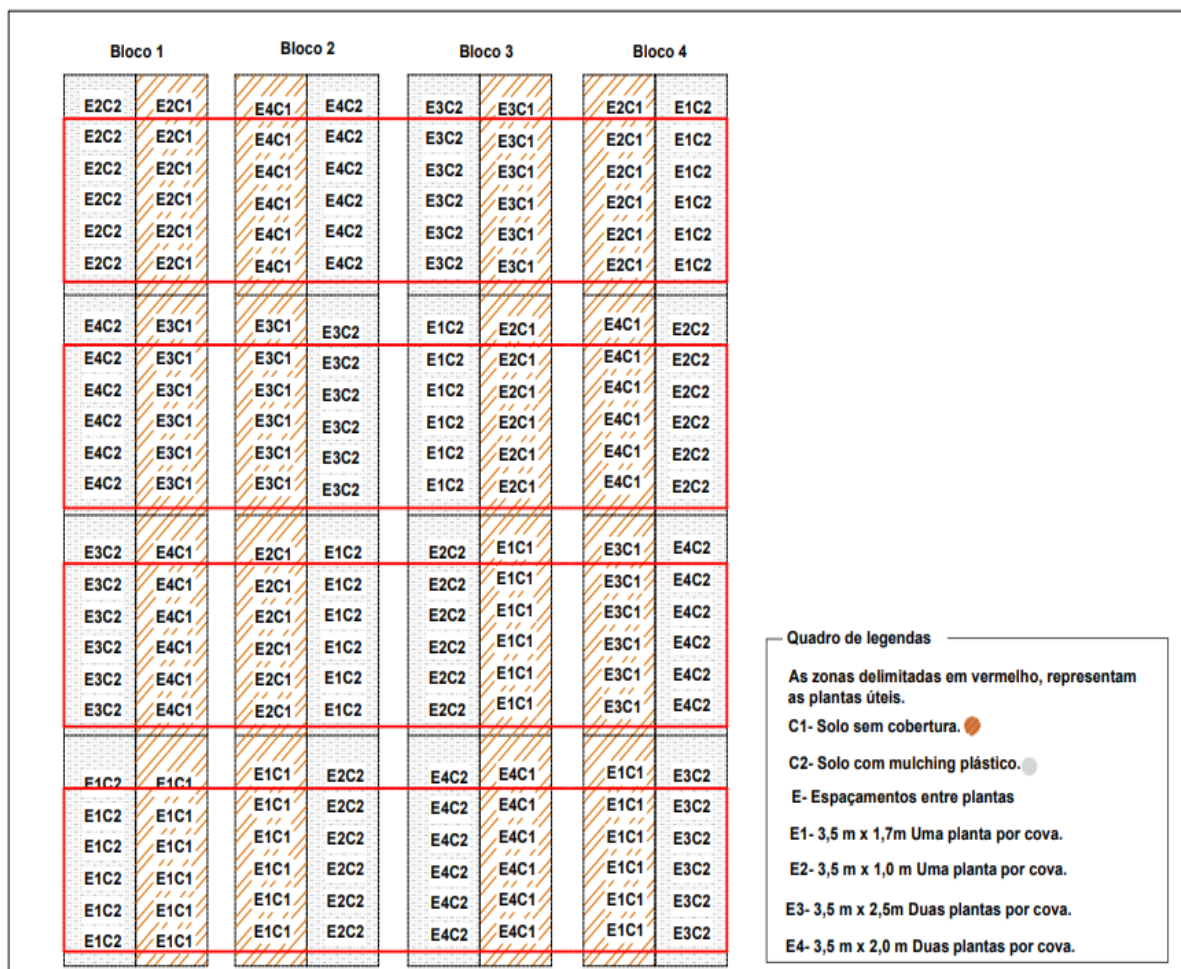 Bloco 1 Bloco 2 Bloco 3 Bloco 4
E2C2 E2C1 E4C1 E4C2 E3C2 E3C1 E2C1 E1C2
E2C2 E2C1 E4C1 E4C2 E3C2 E3C1 E2C1 E1C2
E2C2 E2C1 E4C1 E4C2 E3C2 E3C1 E2C1 E1C2
E2C2 E2C1 E4C1 E4C2 E3C2 E3C1 E2C1 E1C2
E2C2 E2C1 E4C1 E4C2 E3C2 E3C1 E2C1 E1C2
E2C2 E2C1 E4C1 E4C2 E3C2 E3C1 E2C1 E1C2
E4C2 E3C1 E3C1 E3C2 E1C2 E2C1 E4C1 E2C2
E4C2 E3C1 E3C1 E3C2 E1C2 E2C1 E4C1 E2C2
E4C2 E3C1 E3C1 E3C2 E1C2 E2C1 E4C1 E2C2
E4C2 E3C1 E3C1 E3C2 E1C2 E2C1 E4C1 E2C2
E4C2 E3C1 E3C1 E3C2 E1C2 E2C1 E4C1 E2C2
E4C2 E3C1 E3C1 E3C2 E1C2 E2C1 E4C1 E2C2
E3C2 E4C1 E2C1 E1C2 E2C2 E1C1 E3C1 E4C2
E3C2 E4C1 E2C1 E1C2 E2C2 E1C1 E3C1 E4C2
E3C2 E4C1 E2C1 E1C2 E2C2 E1C1 E3C1 E4C2
E3C2 E4C1 E2C1 E1C2 E2C2 E1C1 E3C1 E4C2
E3C2 E4C1 E2C1 E1C2 E2C2 E1C1 E3C1 E4C2
E3C2 E4C1 E2C1 E1C2 E2C2 E1C1 E3C1 E4C2
E1C2 E1C1 E1C1 E2C2 E4C2 E4C1 E1C1 E3C2
E1C2 E1C1 E1C1 E2C2 E4C2 E4C1 E1C1 E3C2
E1C2 E1C1 E1C1 E2C2 E4C2 E4C1 E1C1 E3C2
E1C2 E1C1 E1C1 E2C2 E4C2 E4C1 E1C1 E3C2
E1C2 E1C1 E1C1 E2C2 E4C2 E4C1 E1C1 E3C2
E1C2 E1C1 E1C1 E2C2 E4C2 E4C1 E1C1 E3C2
Quadro de legendas
As zonas delimitadas em vermelho, representam
as plantas úteis.
C1- Solo sem cobertura.
C2- Solo com mulching plástico.
E- Espaçamentos entre plantas
E1- 3,5 m x 1,7m Uma planta por cova.
E2- 3,5 m x 1,0 m Uma planta por cova.
E3- 3,5 m x 2,5m Duas plantas por cova.
E4- 3,5 m x 2,0 m Duas plantas por cova.